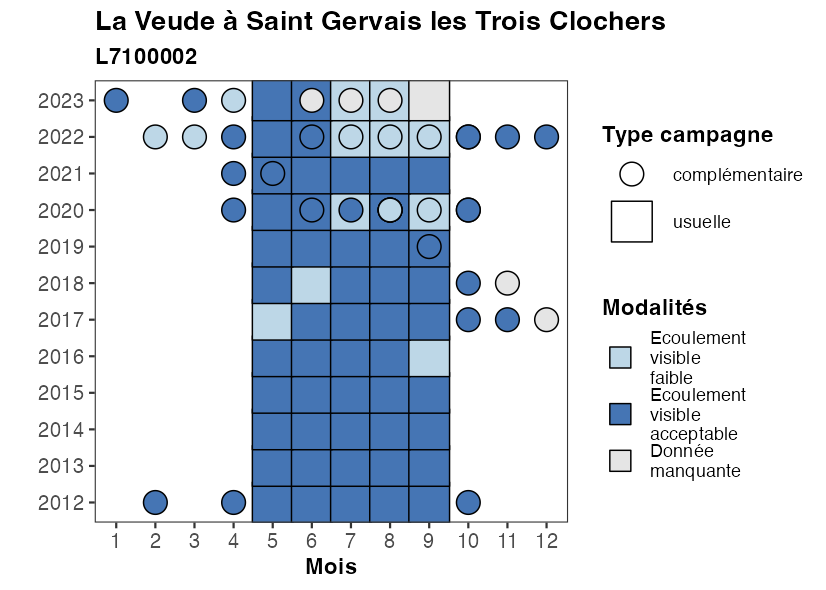 La Veude à Saint Gervais les Trois Clochers
L7100002
2023
2022
2021
2020
2019
2018
2017
2016
2015
2014
2013
2012
1 2 3 4 5 6 7 8 9 10 11 12
Mois
Type campagne
complémentaire
usuelle
Modalités
Ecoulement
visible
faible
Ecoulement
visible
acceptable
Donnée
manquante